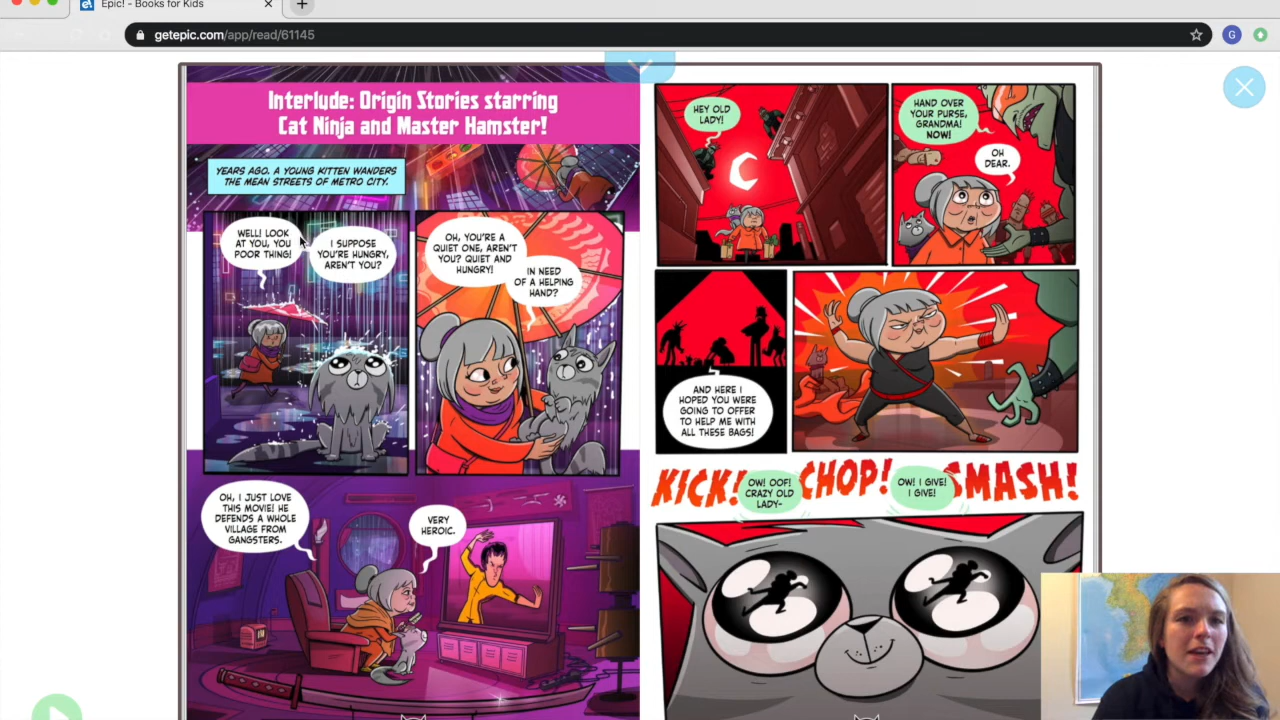 Epic! - Books for Kids
getepic.com/app/read/61145
G
Interlude: Origin Stories starring
Cat Ninja and Master Hamster!
YEARS AGO. A YOUNG KITTEN WANDERS
THE MEAN STREETS OF METRO CITY.
WELL! LOOK
AT YOU, YOU
POOR THING!
I SUPPOSE
YOU'RE HUNGRY,
AREN'T YOU?
OH, YOU'RE A
QUIET ONE, AREN'T
YOU? QUIET AND
HUNGRY!
IN NEED
OF A HELPING
HAND?
OH, I JUST LOVE
THIS MOVIE! HE
DEFENDS A WHOLE
VILLAGE FROM
GANGSTERS.
VERY
HEROIC.
HEY OLD
LADY!
HAND OVER
YOUR PURSE,
GRANDMA!
NOW!
OH
DEAR.
AND HERE I
HOPED YOU WERE
GOING TO OFFER
TO HELP ME WITH
ALL THESE BAGS!
KICK!
OW! OOF!
CRAZY OLD
LADY-
CHOP!
OW! I GIVE!
I GIVE!
SMASH!